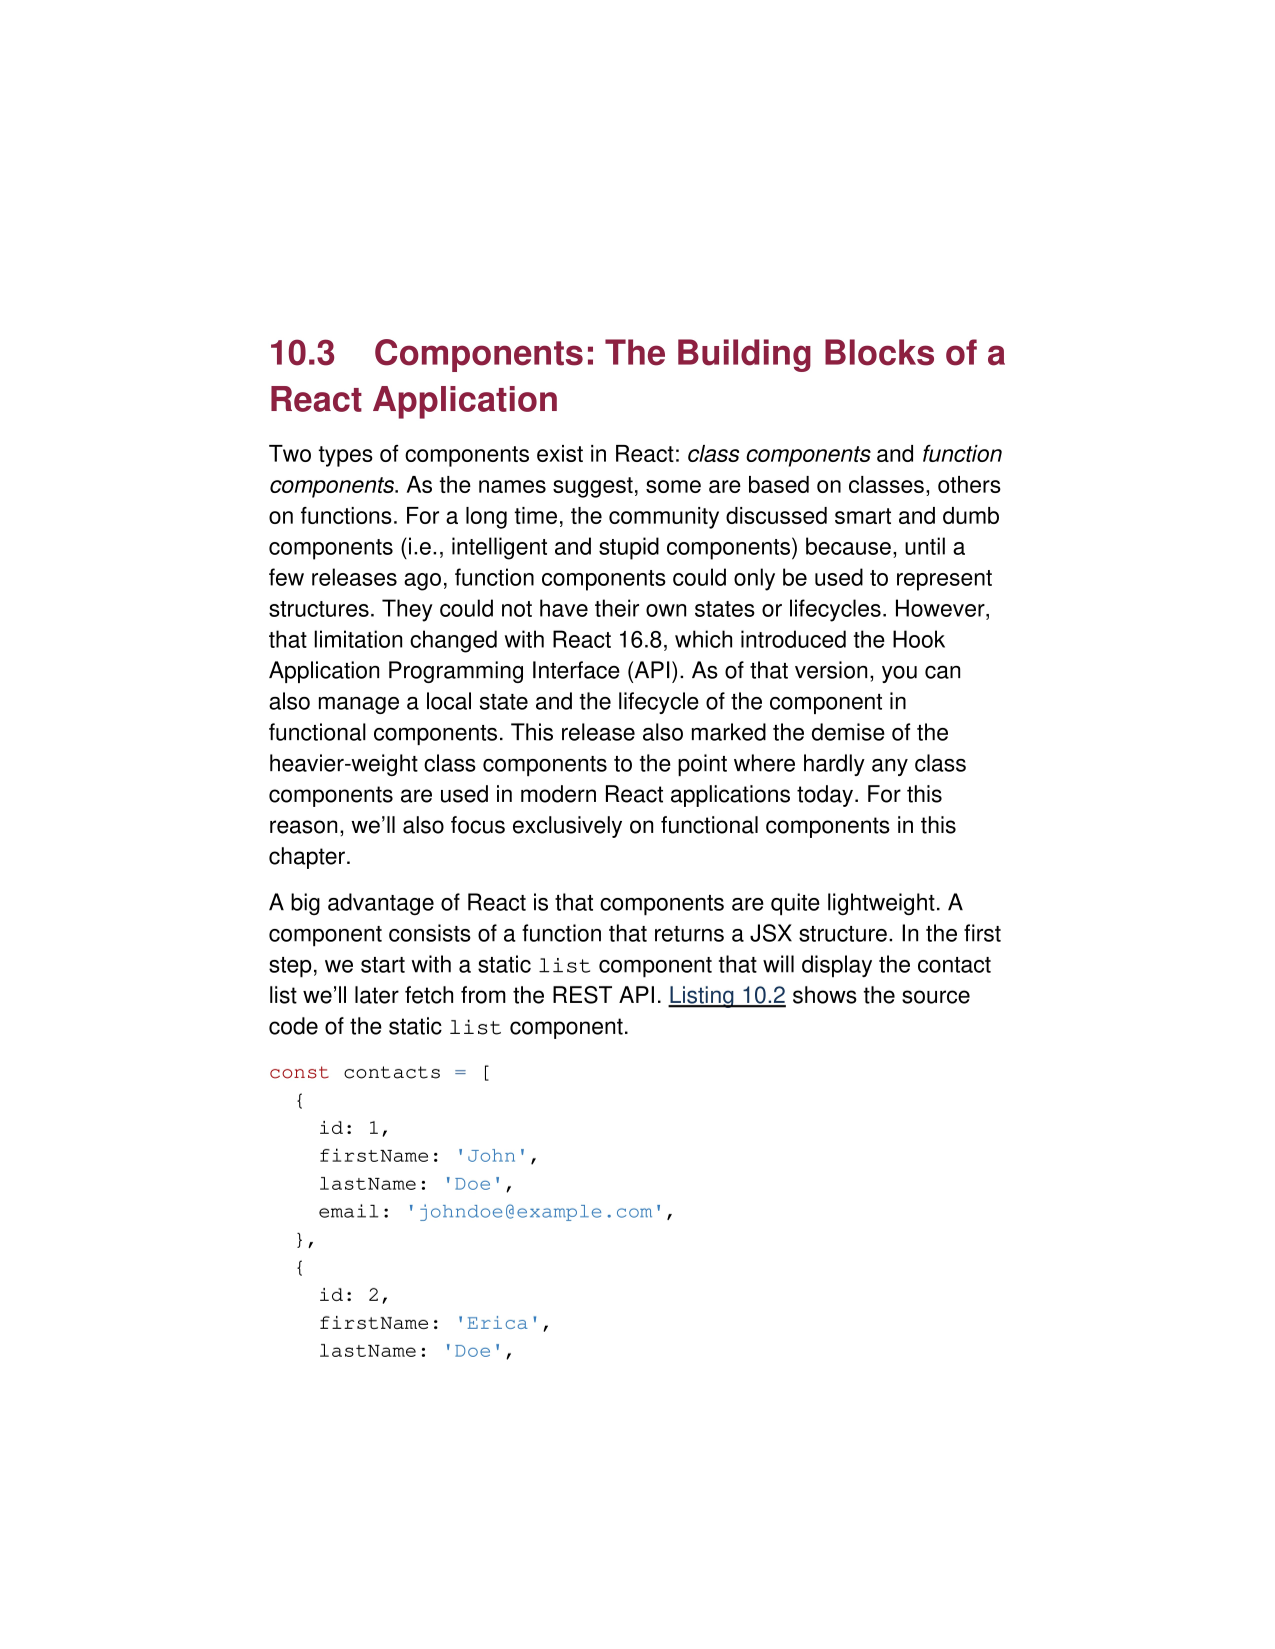 10.3 Components: The Building Blocks of a
React Application
Two types of components exist in React: class components and function
components. As the names suggest, some are based on classes, others
on functions. For a long time, the community discussed smart and dumb
components (i.e., intelligent and stupid components) because, until a
few releases ago, function components could only be used to represent
structures. They could not have their own states or lifecycles. However,
that limitation changed with React 16.8, which introduced the Hook
Application Programming Interface (API). As of that version, you can
also manage a local state and the lifecycle of the component in
functional components. This release also marked the demise of the
heavier-weight class components to the point where hardly any class
components are used in modern React applications today. For this
reason, we’ll also focus exclusively on functional components in this
chapter.
A big advantage of React is that components are quite lightweight. A
component consists of a function that returns a JSX structure. In the first
step, we start with a static list component that will display the contact
list we’ll later fetch from the REST API. Listing 10.2 shows the source
code of the static list component.
const contacts = [
  {
    id: 1,
    firstName: 'John',
    lastName: 'Doe',
    email: 'johndoe@example.com',
  },
  {
    id: 2,
    firstName: 'Erica',
    lastName: 'Doe',